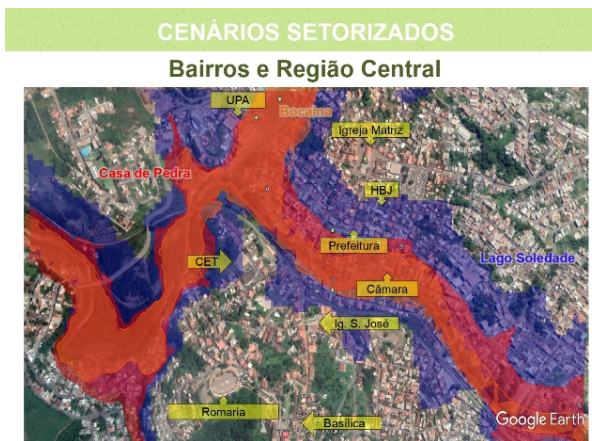 CENÁRIOS SETORIZADOS
Bairros e Região Central
UPA
Bocaina
Igreja Matriz
Casa de Pedra
HBJ
Prefeitura
CET
Lago Soledade
Câmara
Ig. S. José
Romaria
Basílica
Google Earth